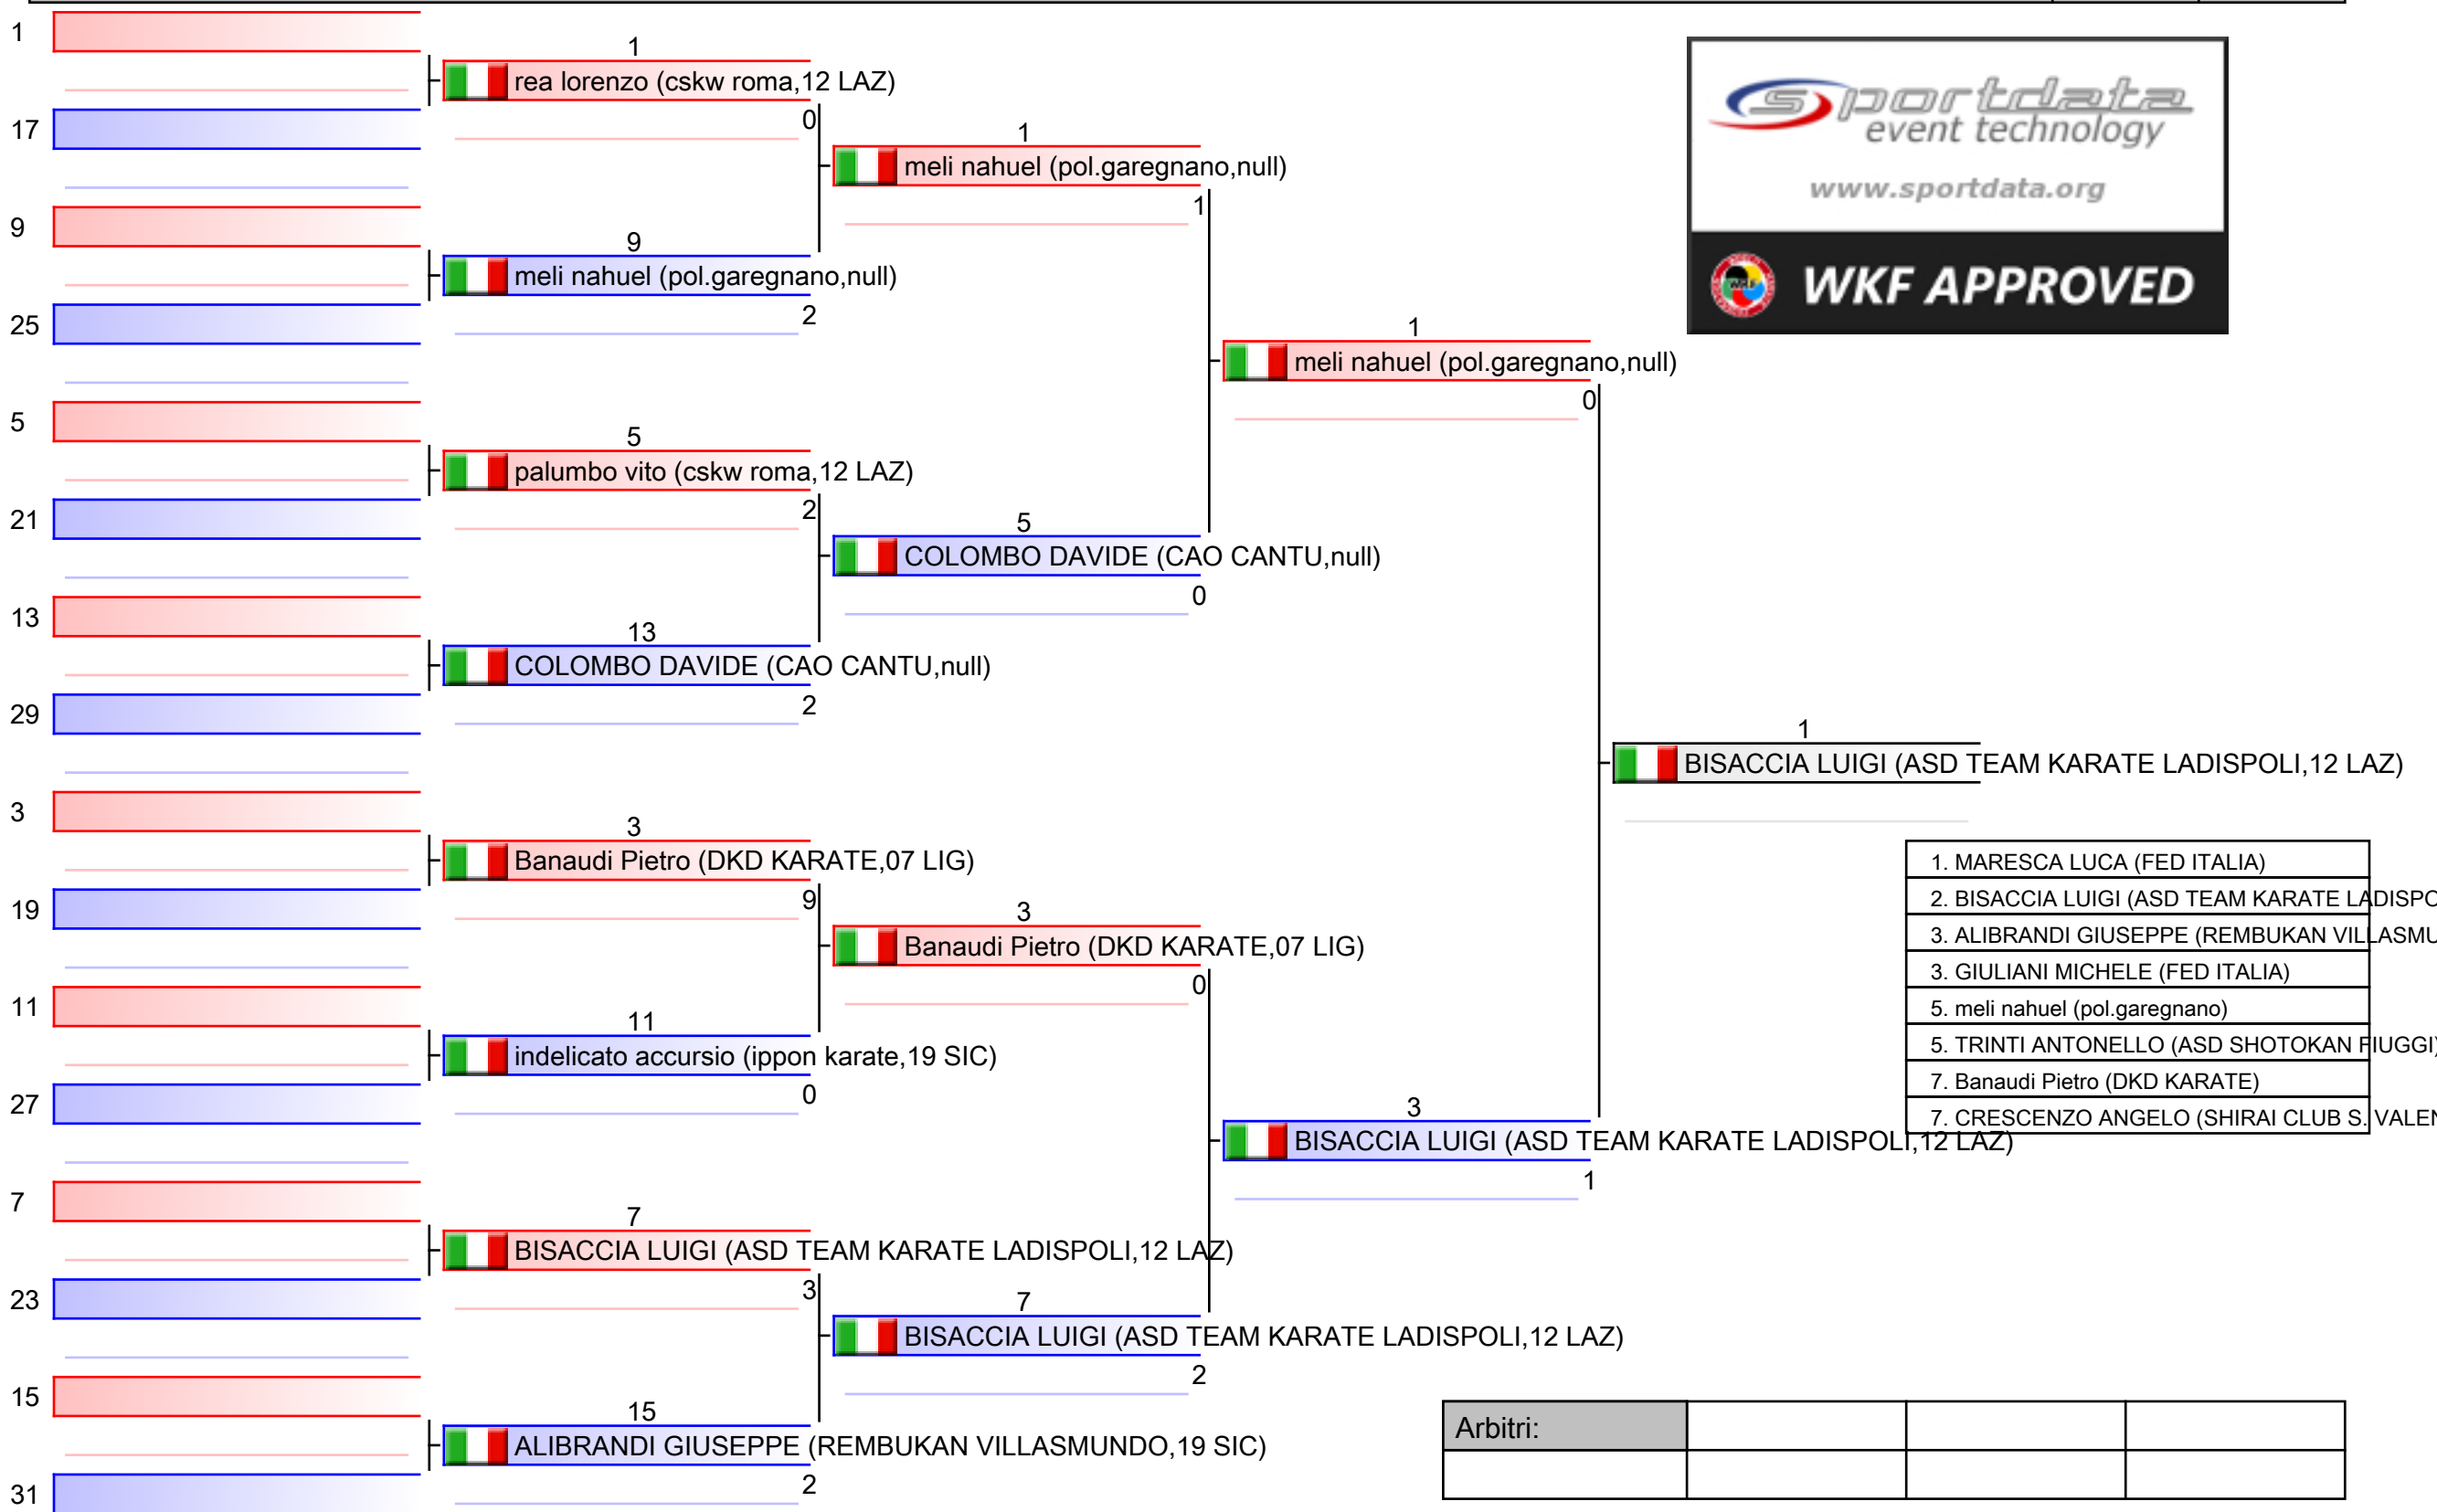 1
17
9
25
5
21
13
29
3
19
11
27
7
23
15
31
1
rea lorenzo (cskw roma,12 LAZ)
0
9
meli nahuel (pol.garegnano,null)
2
5
palumbo vito (cskw roma,12 LAZ)
2
13
COLOMBO DAVIDE (CAO CANTU,null)
2
3
Banaudi Pietro (DKD KARATE,07 LIG)
9
11
indelicato accursio (ippon karate,19 SIC)
0
7
BISACCIA LUIGI (ASD TEAM KARATE LADISPOLI,12 LAZ)
3
15
ALIBRANDI GIUSEPPE (REMBUKAN VILLASMUNDO,19 SIC)
2
1
meli nahuel (pol.garegnano,null)
1
5
COLOMBO DAVIDE (CAO CANTU,null)
0
3
Banaudi Pietro (DKD KARATE,07 LIG)
0
7
BISACCIA LUIGI (ASD TEAM KARATE LADISPOLI,12 LAZ)
2
1
meli nahuel (pol.garegnano,null)
0
3
BISACCIA LUIGI (ASD TEAM KARATE LADISPOLI,12 LAZ)
1
1
BISACCIA LUIGI (ASD TEAM KARATE LADISPOLI,12 LAZ)
sportdata
event technology
www.sportdata.org
WKF
WKF APPROVED
1. MARESCA LUCA (FED ITALIA)
2. BISACCIA LUIGI (ASD TEAM KARATE LADISPO
3. ALIBRANDI GIUSEPPE (REMBUKAN VILLASMU
3. GIULIANI MICHELE (FED ITALIA)
5. meli nahuel (pol.garegnano)
5. TRINTI ANTONELLO (ASD SHOTOKAN FIUGGI)
7. Banaudi Pietro (DKD KARATE)
7. CRESCENZO ANGELO (SHIRAI CLUB S. VALEN
Arbitri: